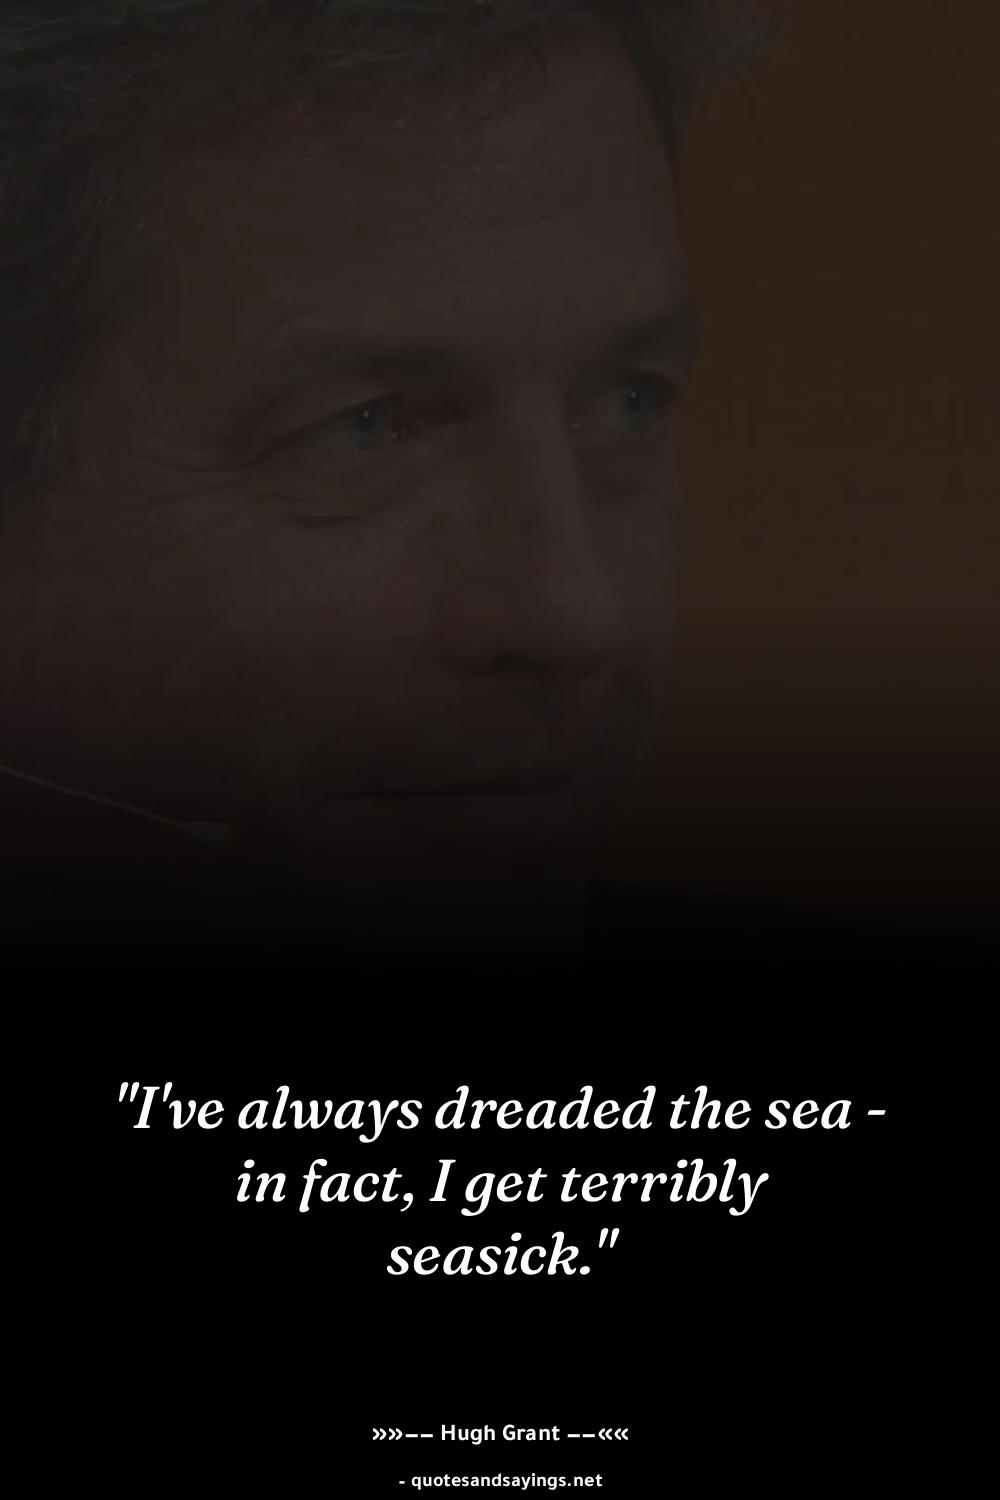 "I've always dreaded the sea -
in fact, I get terribly
seasick."
»»−− Hugh Grant −−««
- quotesandsayings.net